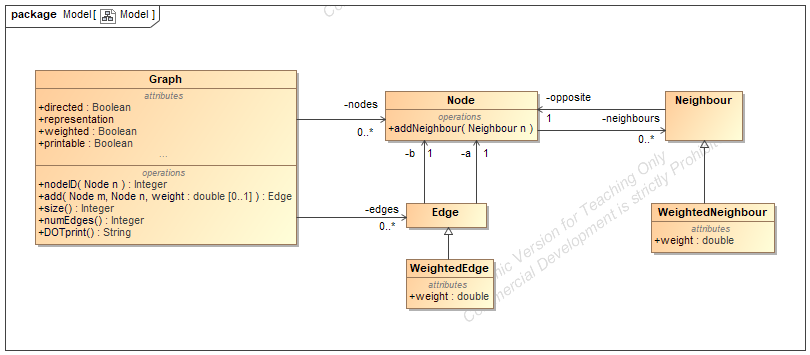 package Model [ Model ]
Graph
attributes
+directed : Boolean
+representation
+weighted : Boolean
+printable : Boolean
...
operations
+nodeID( Node n ) : Integer
+add( Node m, Node n, weight : double [0..1] ) : Edge
+size() : Integer
+numEdges() : Integer
+DOTprint() : String
-nodes
0..*
-edges
0..*
Node
operations
+addNeighbour( Neighbour n )
-b
1
-a
1
Edge
WeightedEdge
attributes
+weight : double
-opposite
1
-neighbours
0..*
Neighbour
WeightedNeighbour
attributes
+weight : double
Version for Teaching Only
Development is strictly